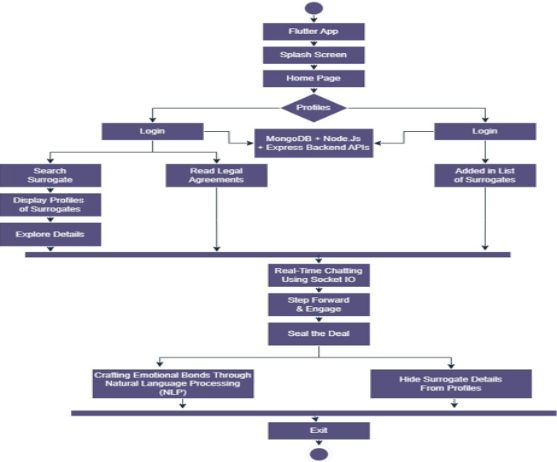 Flutter App
Splash Screen
Home Page
Profiles
Login
MongoDB + Node.Js
+ Express Backend APIs
Login
Search
Surrogate
Read Legal
Agreements
Added in List
of Surrogates
Display Profiles
of Surrogates
Explore Details
Real-Time Chatting
Using Socket IO
Step Forward
& Engage
Seal the Deal
Crafting Emotional Bonds Through
Natural Language Processing
(NLP)
Hide Surrogate Details
From Profiles
Exit